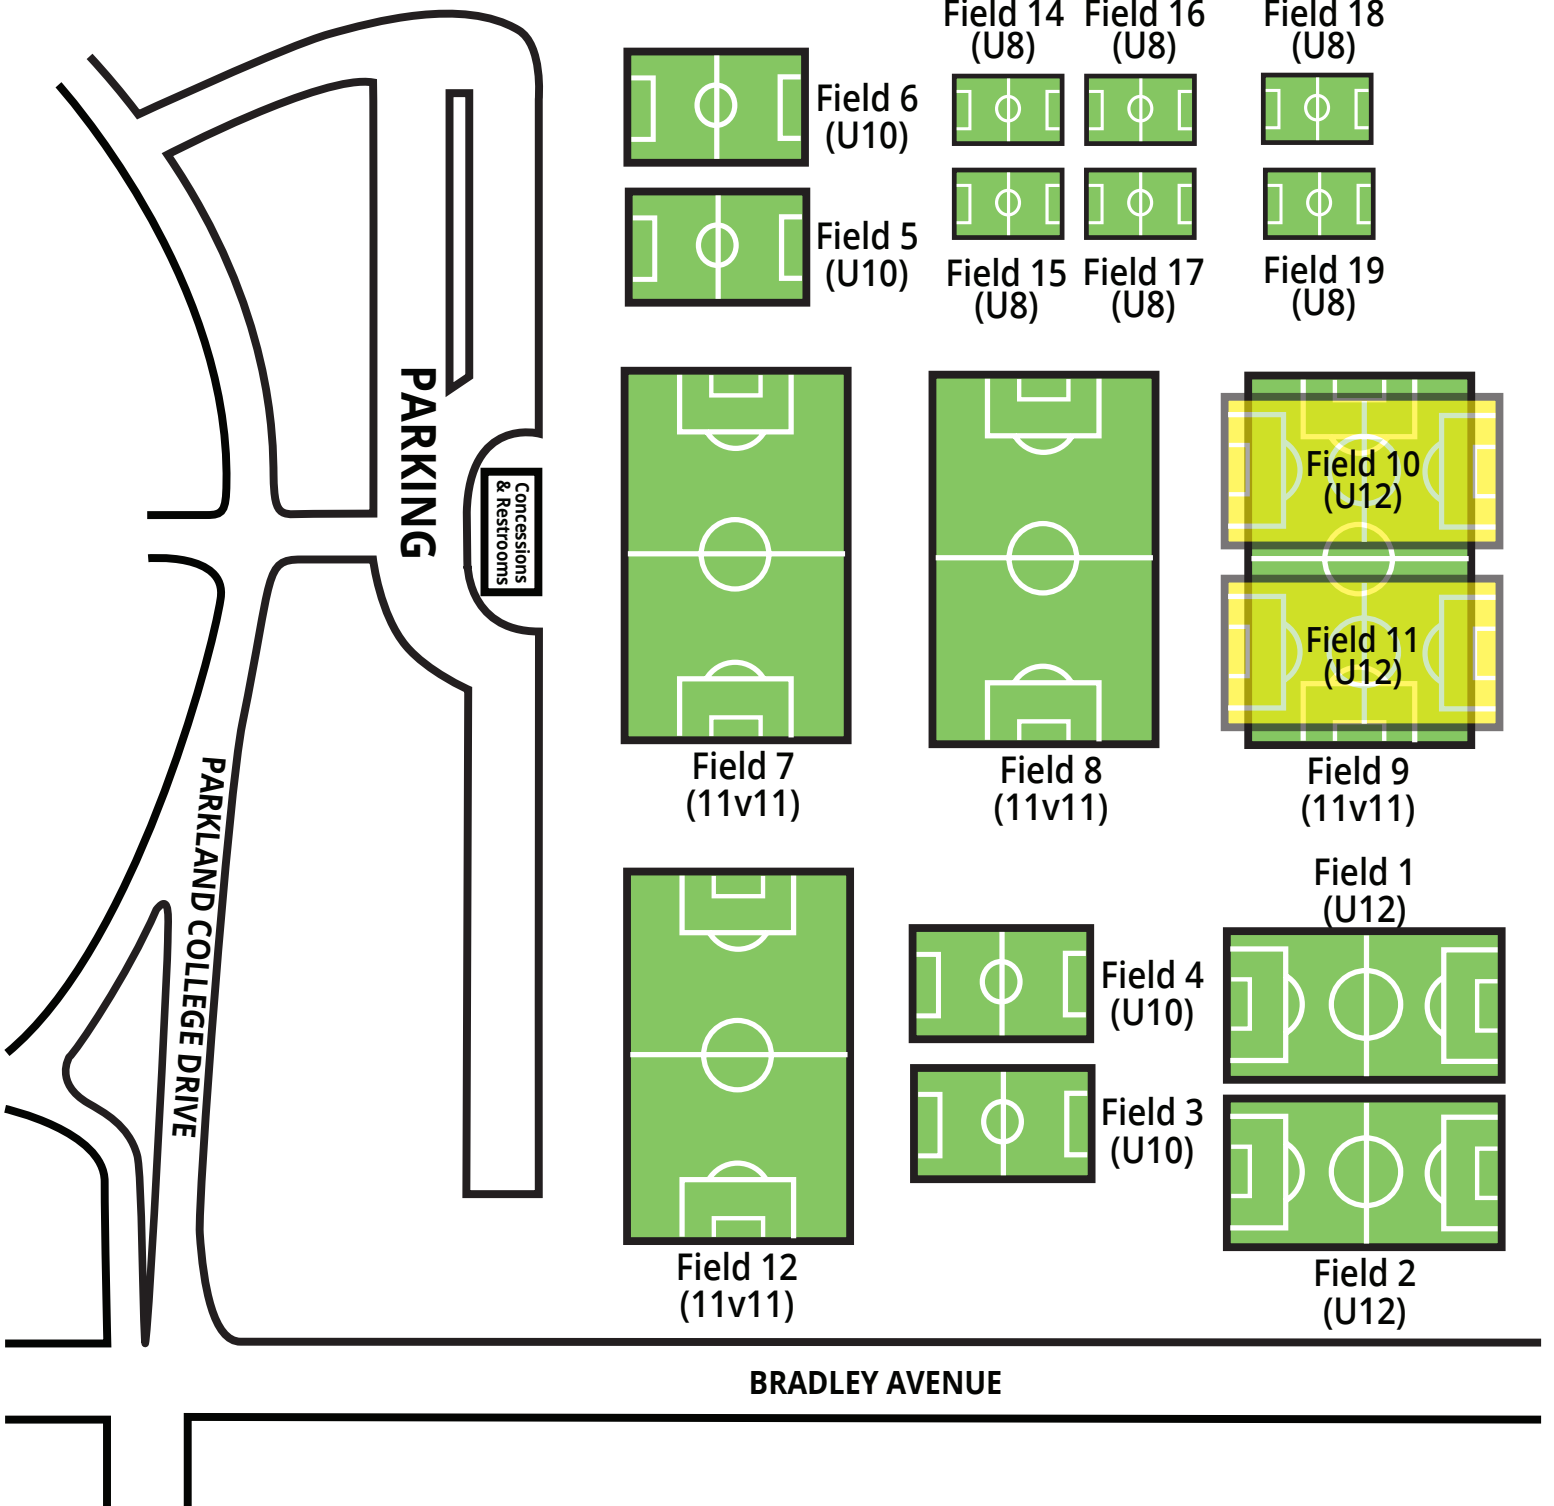 Field 14
(U8)
Field 16
(U8)
Field 18
(U8)
Field 6
(U10)
Field 5
(U10)
Field 15
(U8)
Field 17
(U8)
Field 19
(U8)
PARKING
Concessions
& Restrooms
Field 10
(U12)
Field 11
(U12)
Field 7
(11v11)
Field 8
(11v11)
Field 9
(11v11)
PARKLAND COLLEGE DRIVE
Field 1
(U12)
Field 4
(U10)
Field 3
(U10)
Field 12
(11v11)
Field 2
(U12)
BRADLEY AVENUE